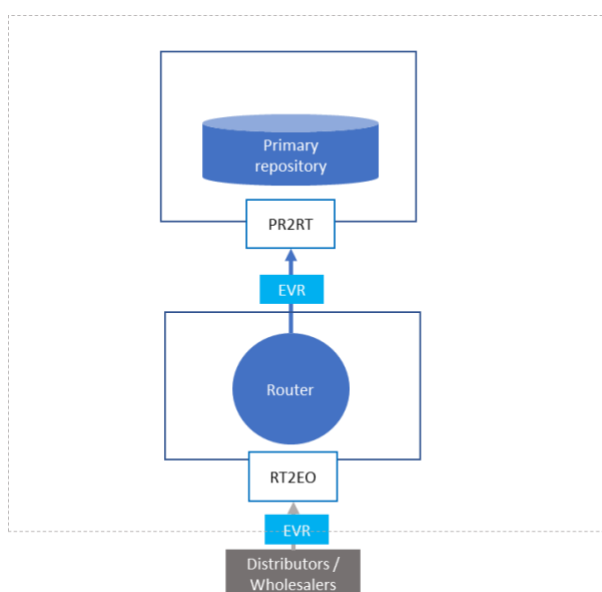 Primary
repository
PR2RT
EVR
Router
RT2EO
EVR
Distributors /
Wholesalers